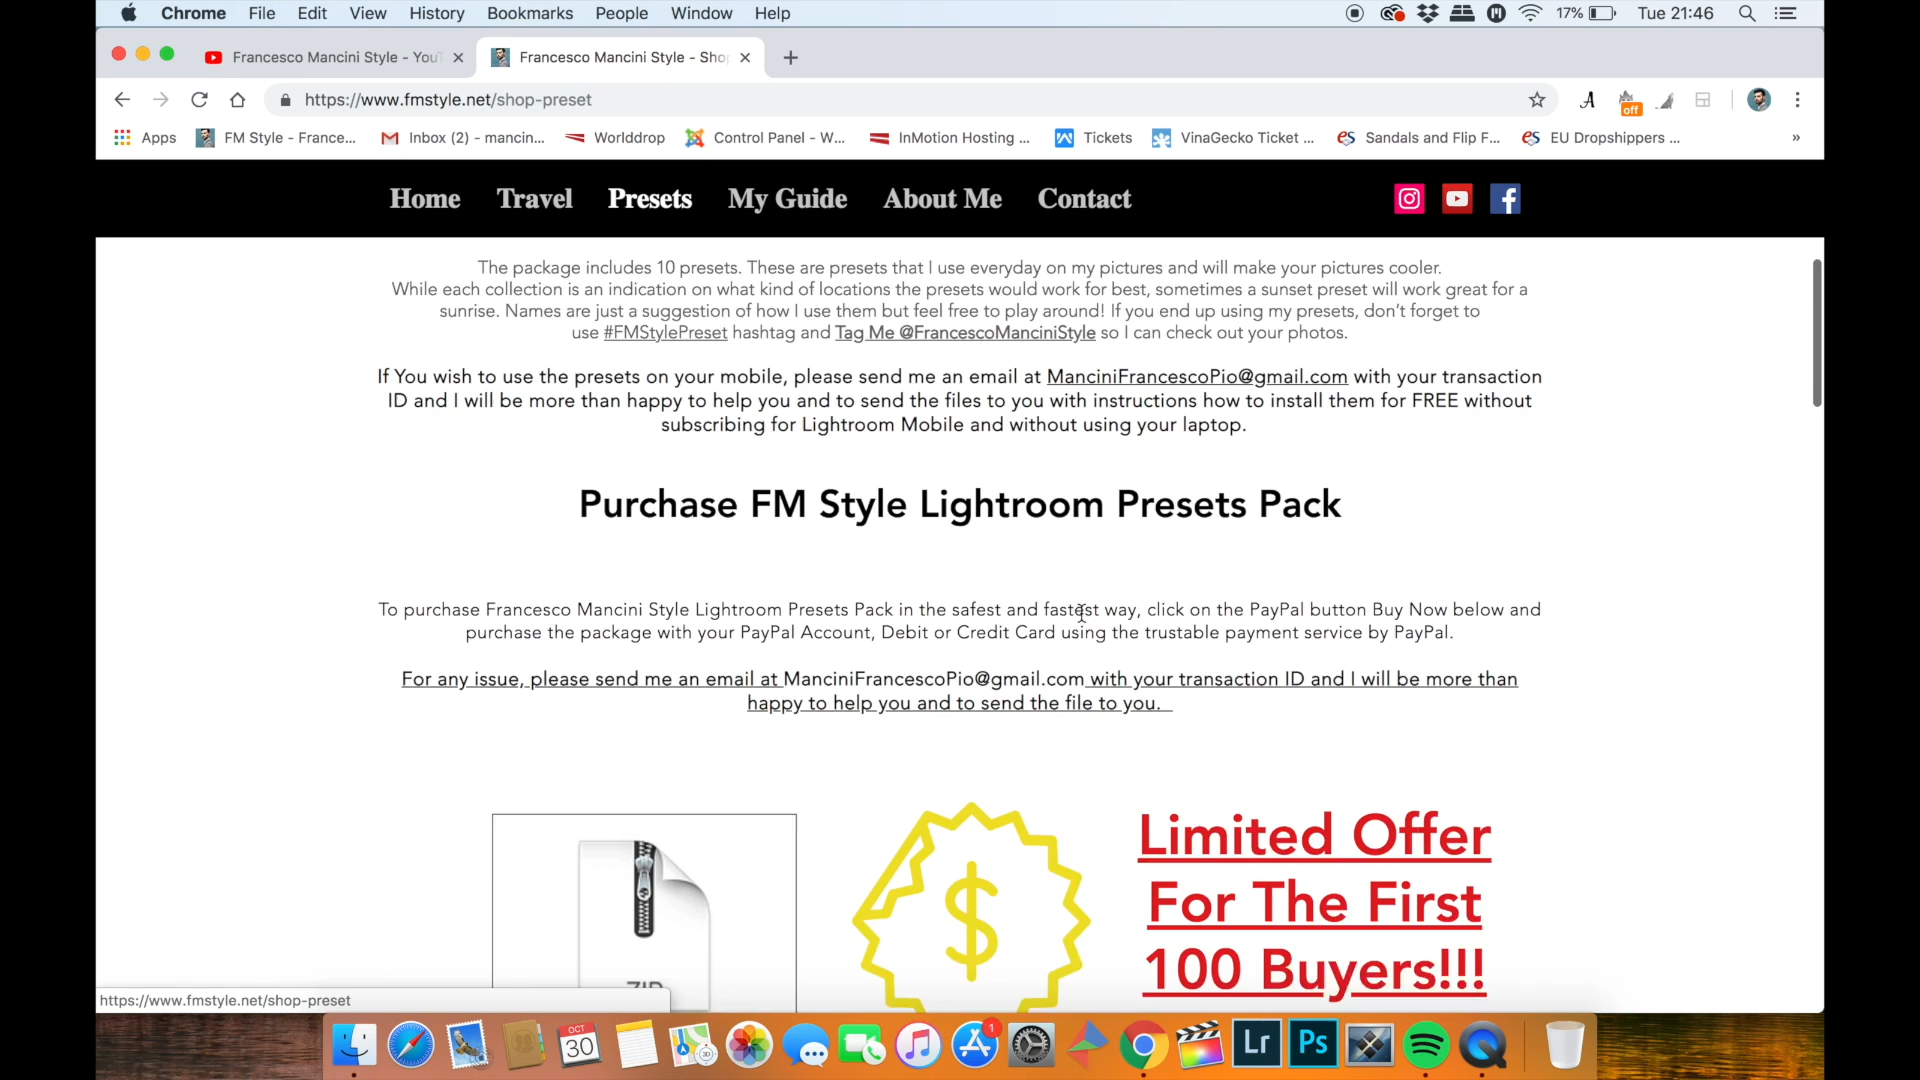 Chrome File Edit View History Bookmarks People Window Help 17% Tue 21:46
Francesco Mancini Style - You Francesco Mancini Style - Shop
https://www.fmstyle.net/shop-preset
off
Apps FM Style - France... Inbox (2) - mancin... Worlddrop Control Panel - W... InMotion Hosting ... Tickets VinaGecko Ticket ... Sandals and Flip F... EU Dropshippers ... »
Home Travel Presets My Guide About Me Contact
The package includes 10 presets. These are presets that I use everyday on my pictures and will make your pictures cooler.
While each collection is an indication on what kind of locations the presets would work for best, sometimes a sunset preset will work great for a
sunrise. Names are just a suggestion of how I use them but feel free to play around! If you end up using my presets, don't forget to
use #FMStylePreset hashtag and Tag Me @FrancescoManciniStyle so I can check out your photos.
If You wish to use the presets on your mobile, please send me an email at ManciniFrancescoPio@gmail.com with your transaction
ID and I will be more than happy to help you and to send the files to you with instructions how to install them for FREE without
subscribing for Lightroom Mobile and without using your laptop.
Purchase FM Style Lightroom Presets Pack
To purchase Francesco Mancini Style Lightroom Presets Pack in the safest and fastest way, click on the PayPal button Buy Now below and
purchase the package with your PayPal Account, Debit or Credit Card using the trustable payment service by PayPal.
For any issue, please send me an email at ManciniFrancescoPio@gmail.com with your transaction ID and I will be more than
happy to help you and to send the file to you.
$
Limited Offer
For The First
100 Buyers!!!
ZIP
https://www.fmstyle.net/shop-preset
OCT
30
3D
1
Lr
Ps